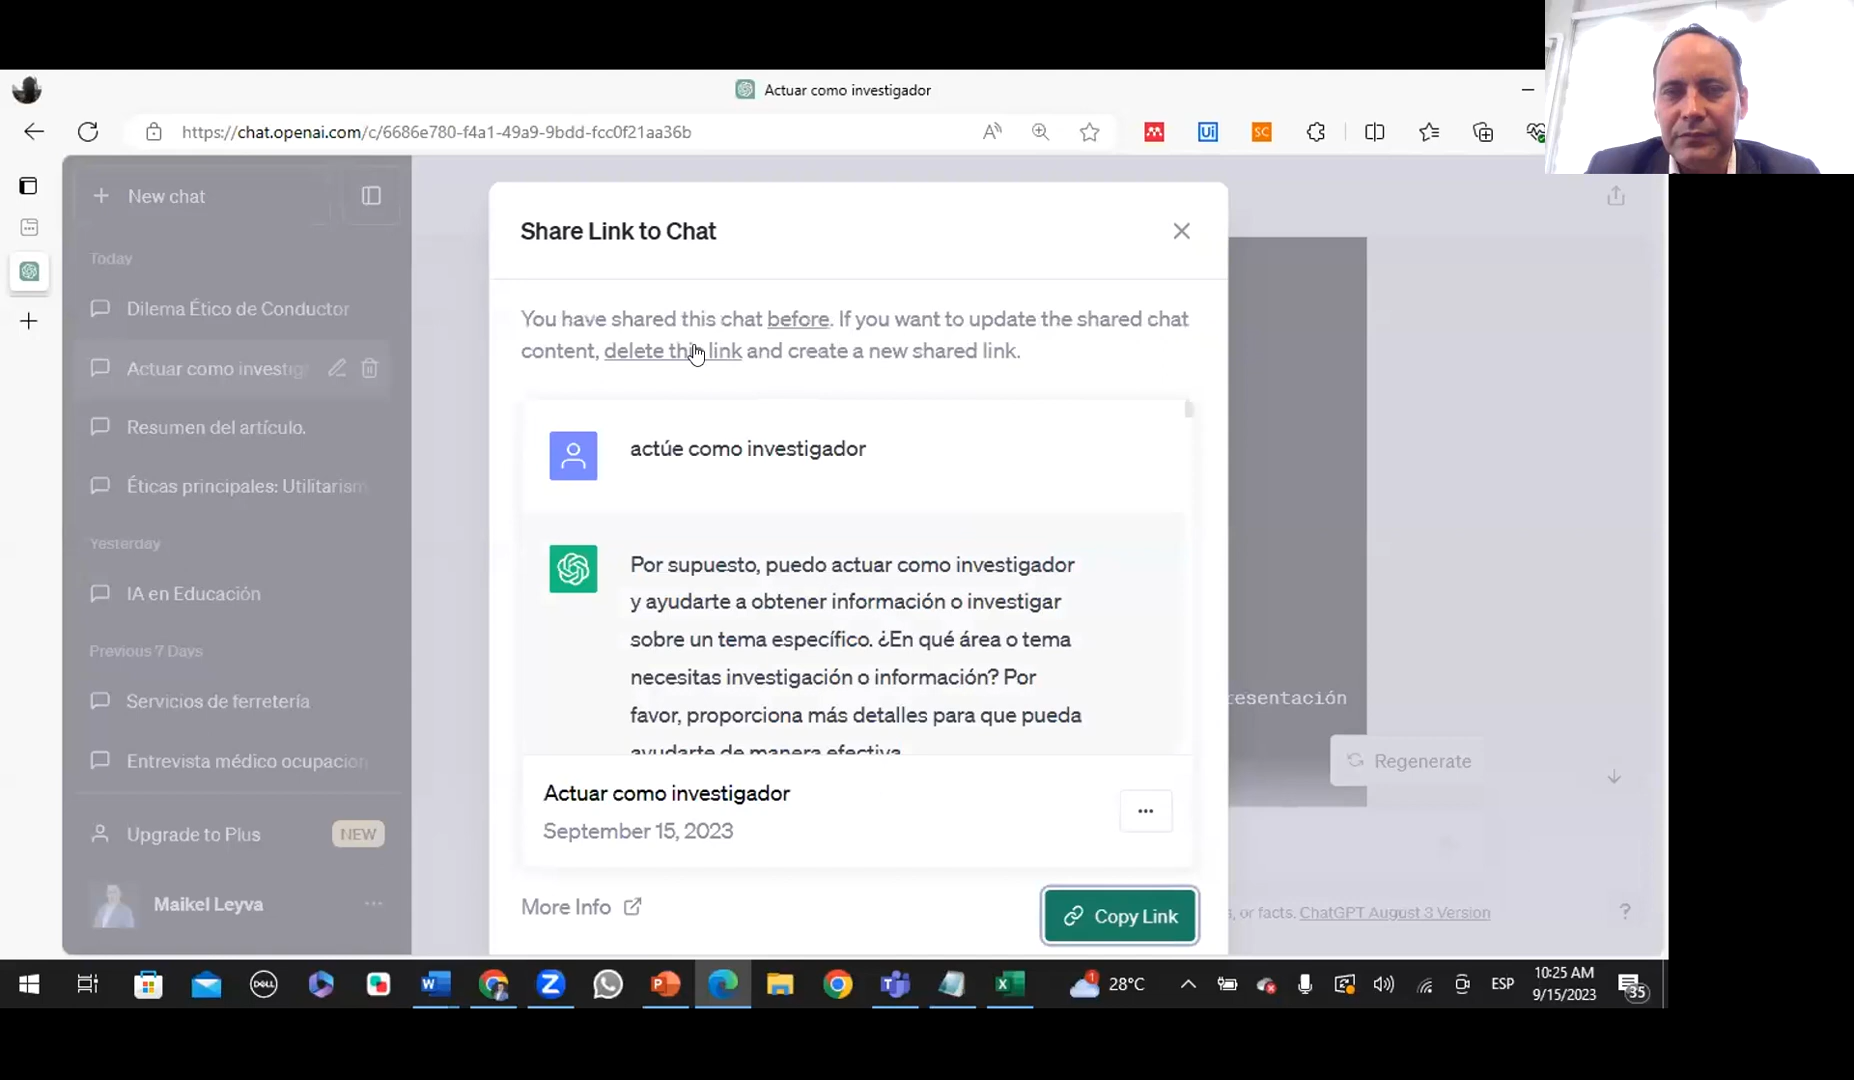 Actuar como investigador
https://chat.openai.com/c/6686e780-f4a1-49a9-9bdd-fcc0f21aa36b
New chat
Today
Dilema Ético de Conductor
Actuar como investig
Resumen del artículo.
Éticas principales: Utilitarism
Yesterday
IA en Educación
Previous 7 Days
Servicios de ferretería
Entrevista médico ocupacion
Upgrade to Plus NEW
Maikel Leyva
Share Link to Chat
You have shared this chat before. If you want to update the shared chat
content, delete this link and create a new shared link.
actúe como investigador
Por supuesto, puedo actuar como investigador
y ayudarte a obtener información o investigar
sobre un tema específico. ¿En qué área o tema
necesitas investigación o información? Por
favor, proporciona más detalles para que pueda
ayudarte de manera efectiva.
Actuar como investigador
September 15, 2023
...
More Info
Copy Link
resentación
Regenerate
, or facts. ChatGPT August 3 Version
?
DELL
28°C
ESP
10:25 AM
9/15/2023
35